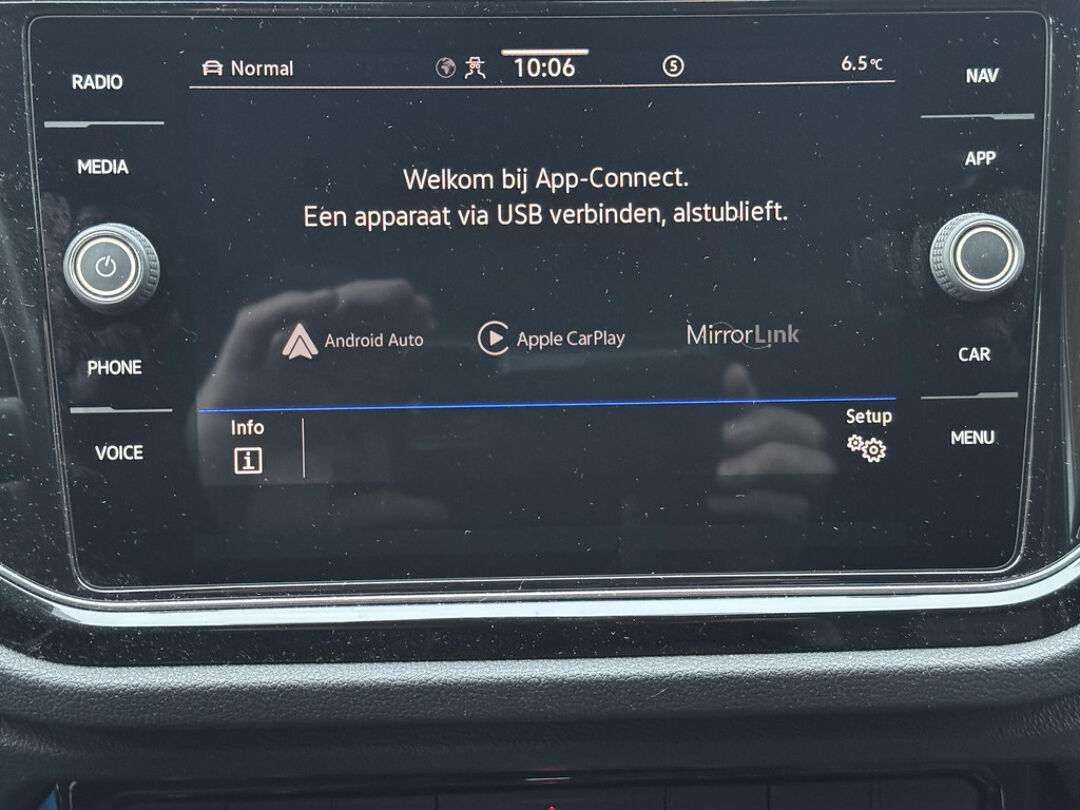 RADIO
Normal
10:06
5
6.5°C
NAV
MEDIA
APP
Welkom bij App-Connect.
Een apparaat via USB verbinden, alstublieft.
Android Auto
Apple CarPlay
MirrorLink
PHONE
CAR
Info
Setup
VOICE
MENU